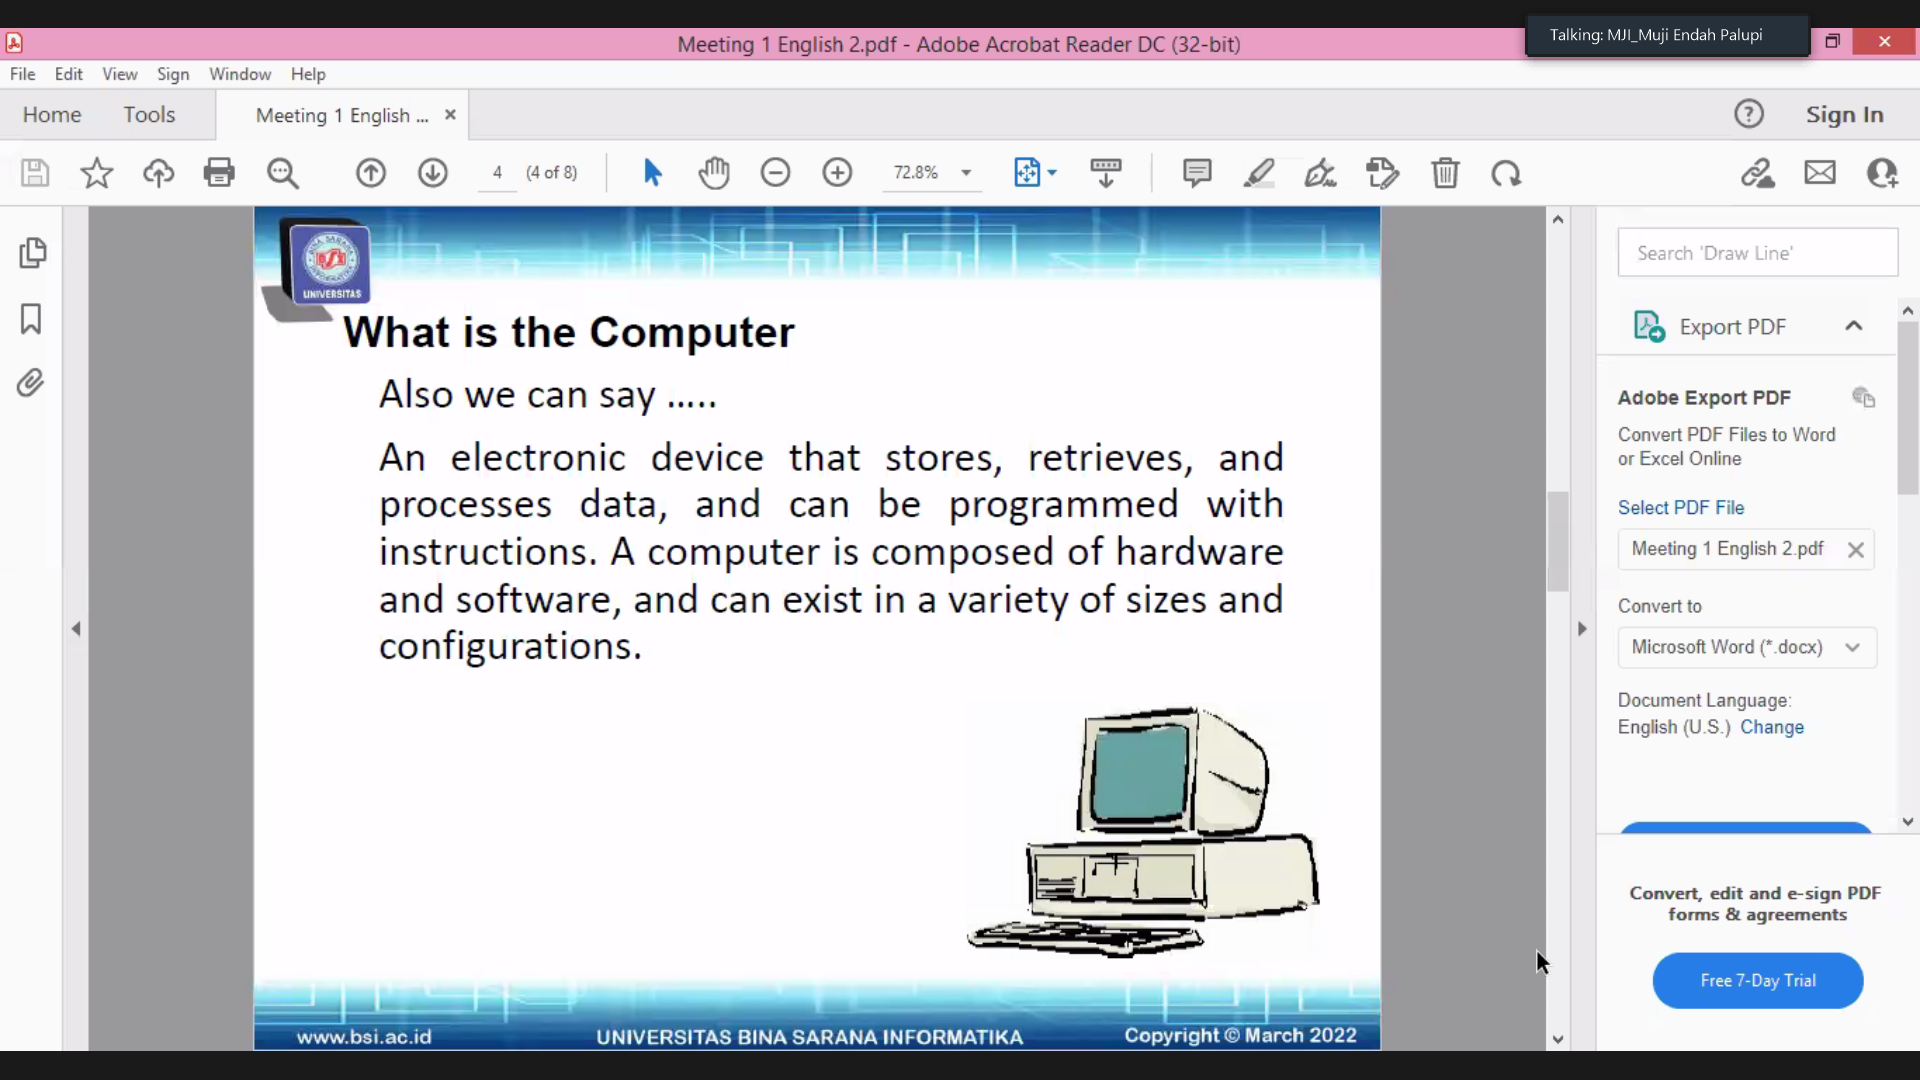 Talking: MJI_Muji Endah Palupi
Meeting 1 English 2.pdf - Adobe Acrobat Reader DC (32-bit)
File Edit View Sign Window Help
Home Tools Meeting 1 English ... Sign In
4 (4 of 8) 72.8%
Search 'Draw Line'
Export PDF
Adobe Export PDF
Convert PDF Files to Word
or Excel Online
Select PDF File
Meeting 1 English 2.pdf
Convert to
Microsoft Word (*.docx)
Document Language:
English (U.S.) Change
Convert, edit and e-sign PDF
forms & agreements
Free 7-Day Trial
BINA SARANA
BSI
INFORMATIKA
UNIVERSITAS
What is the Computer
Also we can say .....
An electronic device that stores, retrieves, and
processes data, and can be programmed with
instructions. A computer is composed of hardware
and software, and can exist in a variety of sizes and
configurations.
www.bsi.ac.id UNIVERSITAS BINA SARANA INFORMATIKA Copyright © March 2022